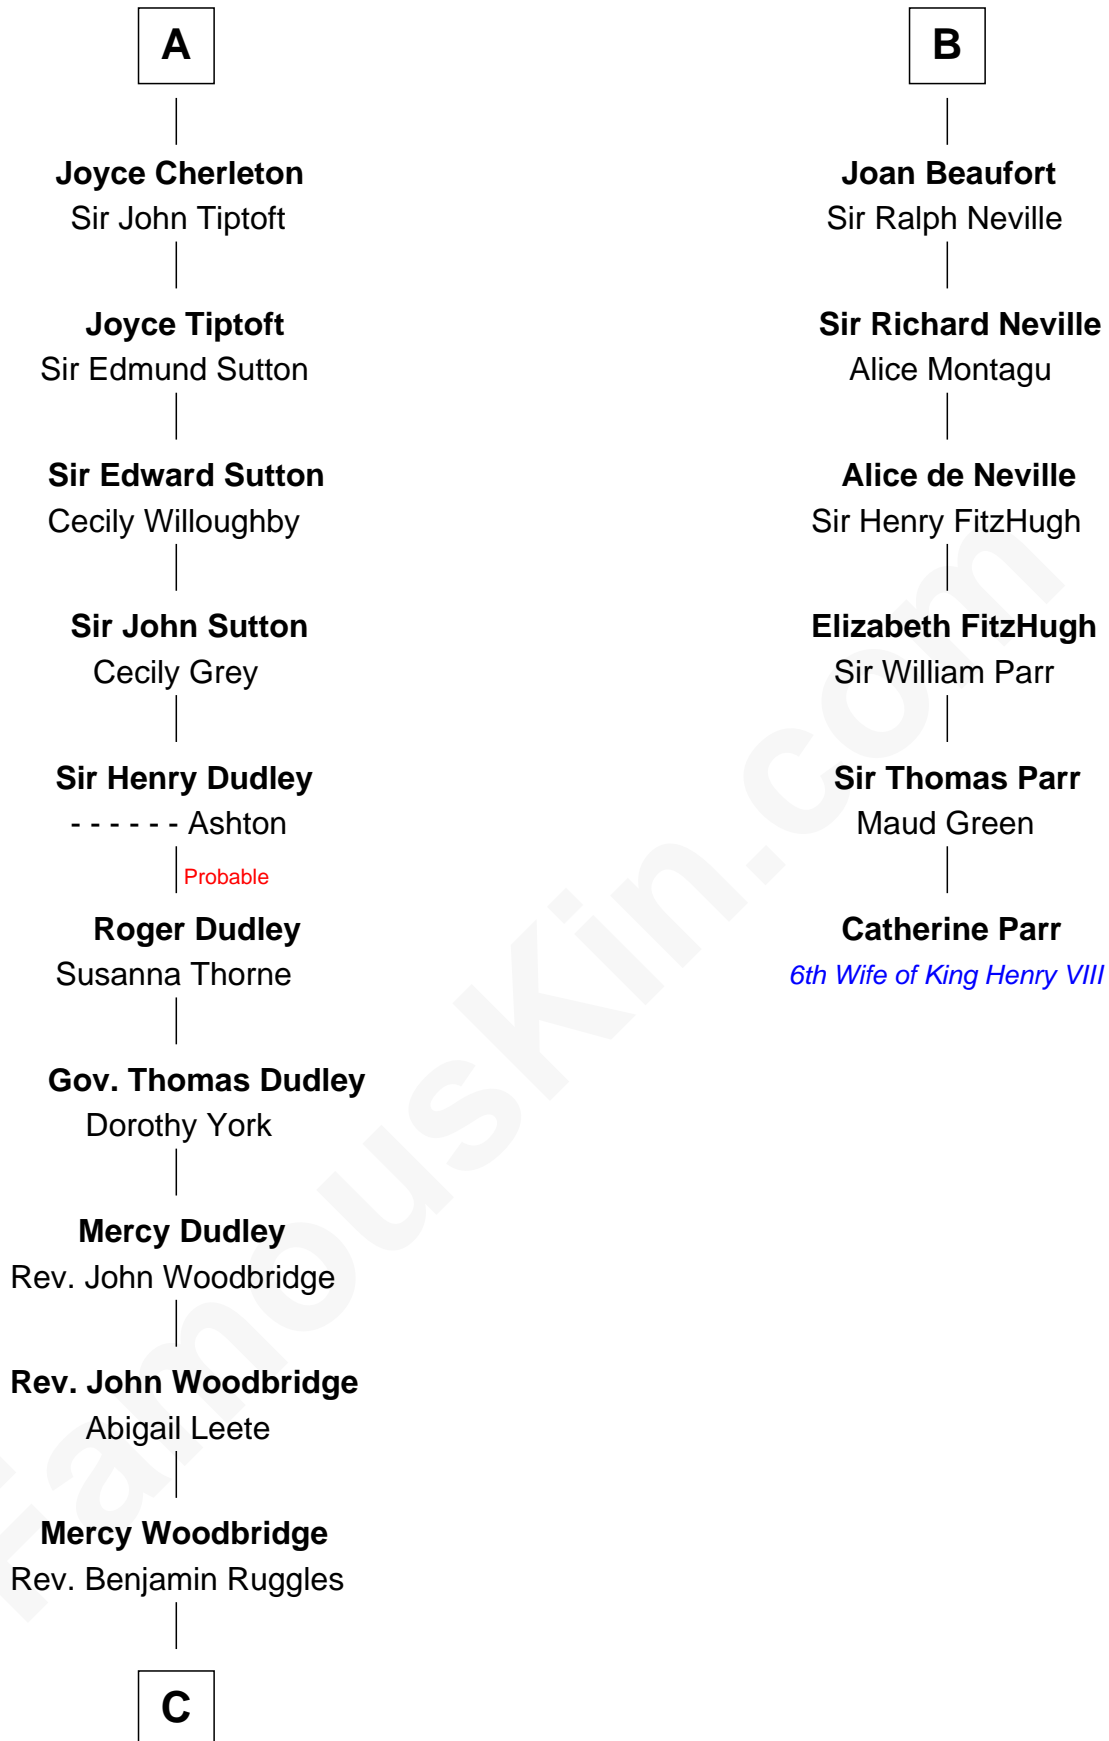 A
Joyce Cherleton
Sir John Tiptoft
Joyce Tiptoft
Sir Edmund Sutton
Sir Edward Sutton
Cecily Willoughby
Sir John Sutton
Cecily Grey
Sir Henry Dudley
- - - - - - Ashton
Probable
Roger Dudley
Susanna Thorne
Gov. Thomas Dudley
Dorothy York
Mercy Dudley
Rev. John Woodbridge
Rev. John Woodbridge
Abigail Leete
Mercy Woodbridge
Rev. Benjamin Ruggles
C
B
Joan Beaufort
Sir Ralph Neville
Sir Richard Neville
Alice Montagu
Alice de Neville
Sir Henry FitzHugh
Elizabeth FitzHugh
Sir William Parr
Sir Thomas Parr
Maud Green
Catherine Parr
6th Wife of King Henry VIII
FamousKin.com